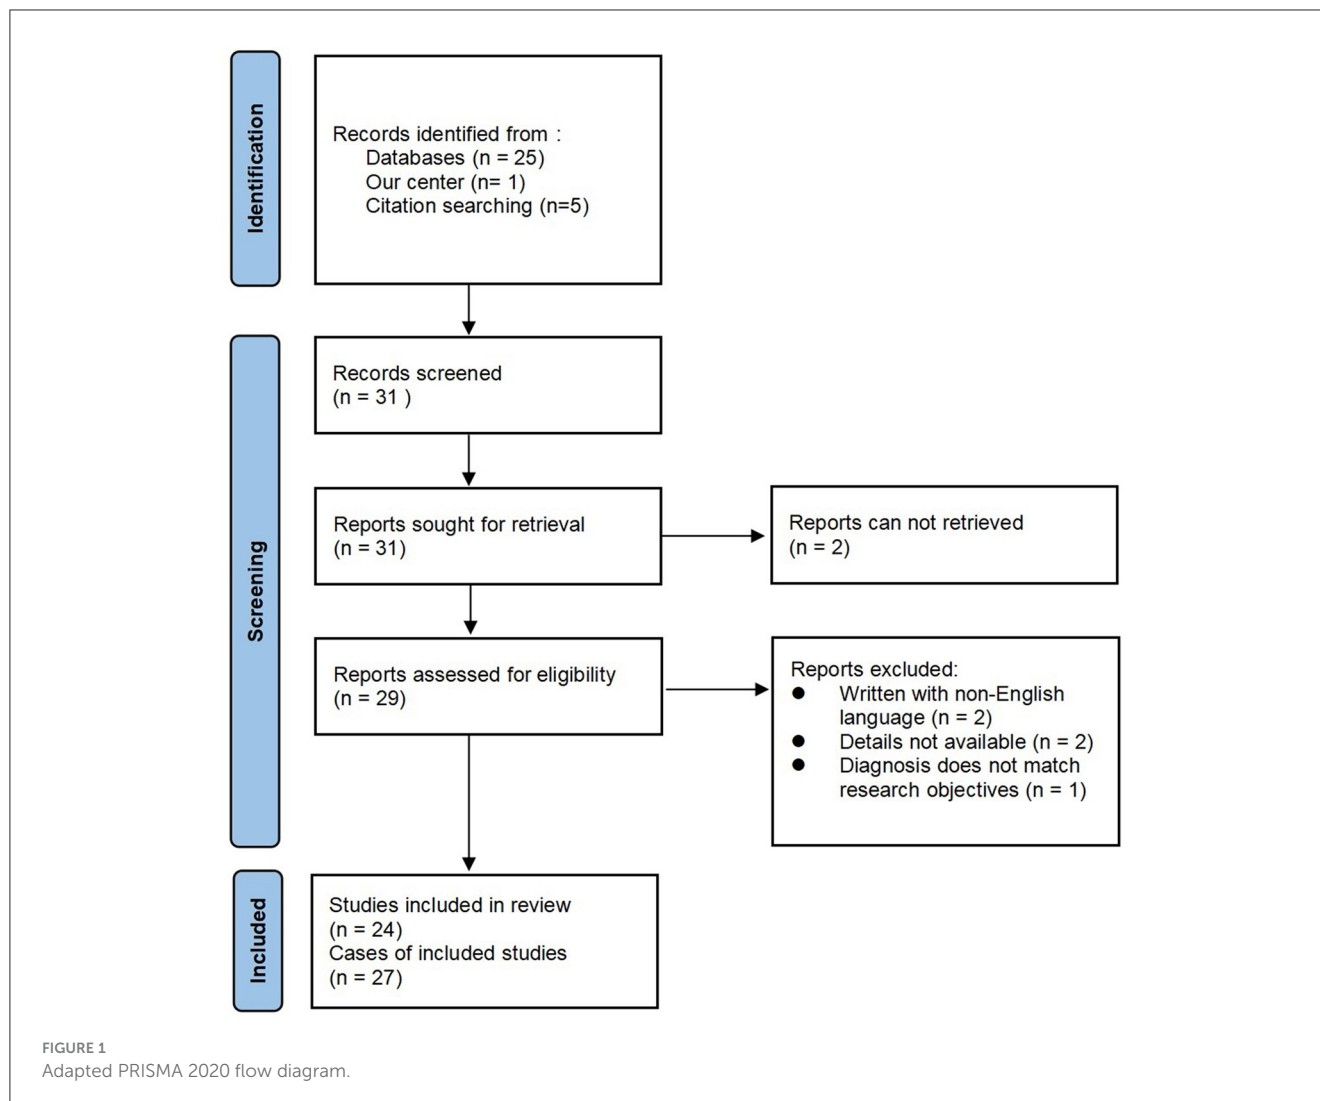 Identification
Records identified from :
Databases (n = 25)
Our center (n= 1)
Citation searching (n=5)
Screening
Records screened
(n = 31 )
Reports sought for retrieval
(n = 31)
Reports can not retrieved
(n = 2)
Reports assessed for eligibility
(n = 29)
Reports excluded:
● Written with non-English
language (n = 2)
● Details not available (n = 2)
● Diagnosis does not match
research objectives (n = 1)
Included
Studies included in review
(n = 24)
Cases of included studies
(n = 27)
FIGURE 1
Adapted PRISMA 2020 flow diagram.